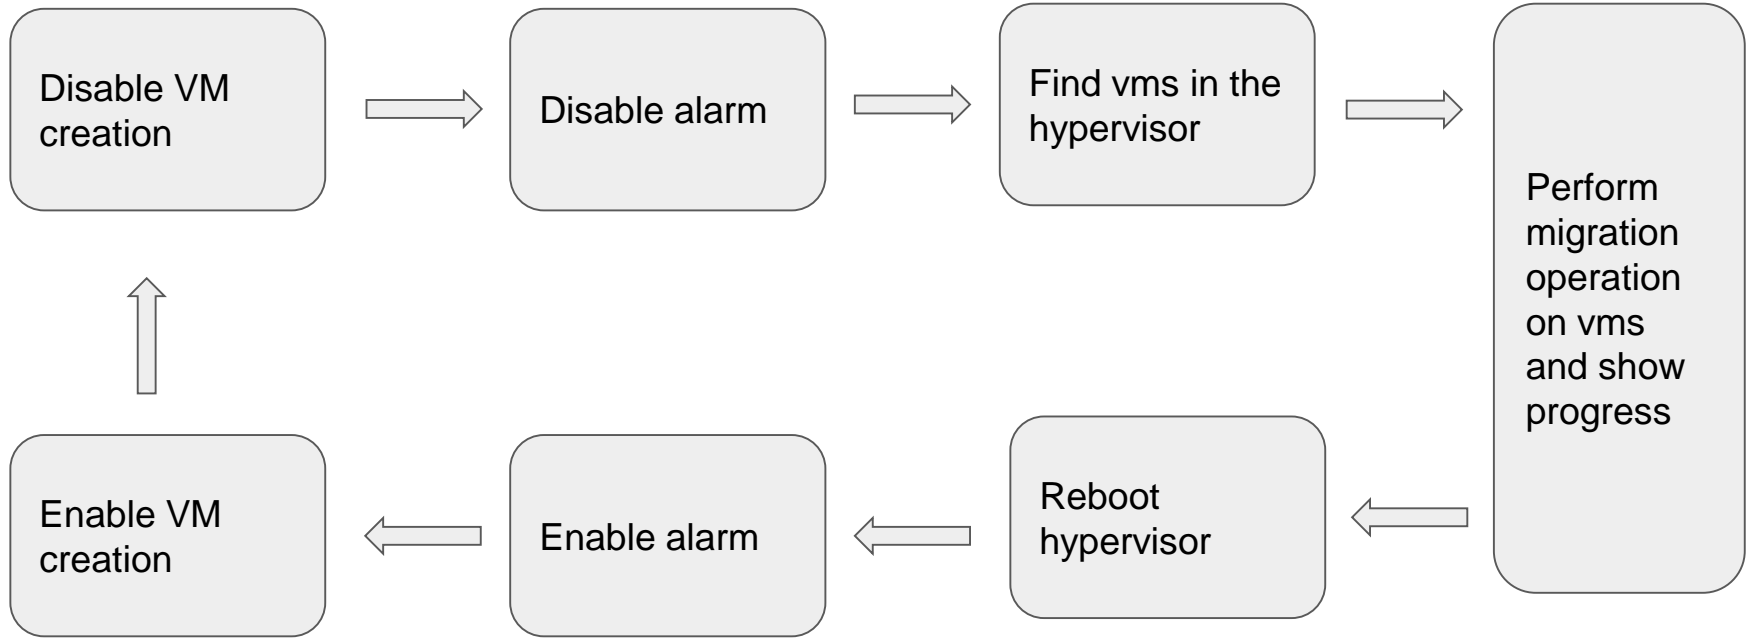 Disable VM
creation
Disable alarm
Find vms in the
hypervisor
Perform
migration
operation
on vms
and show
progress
Reboot
hypervisor
Enable alarm
Enable VM
creation